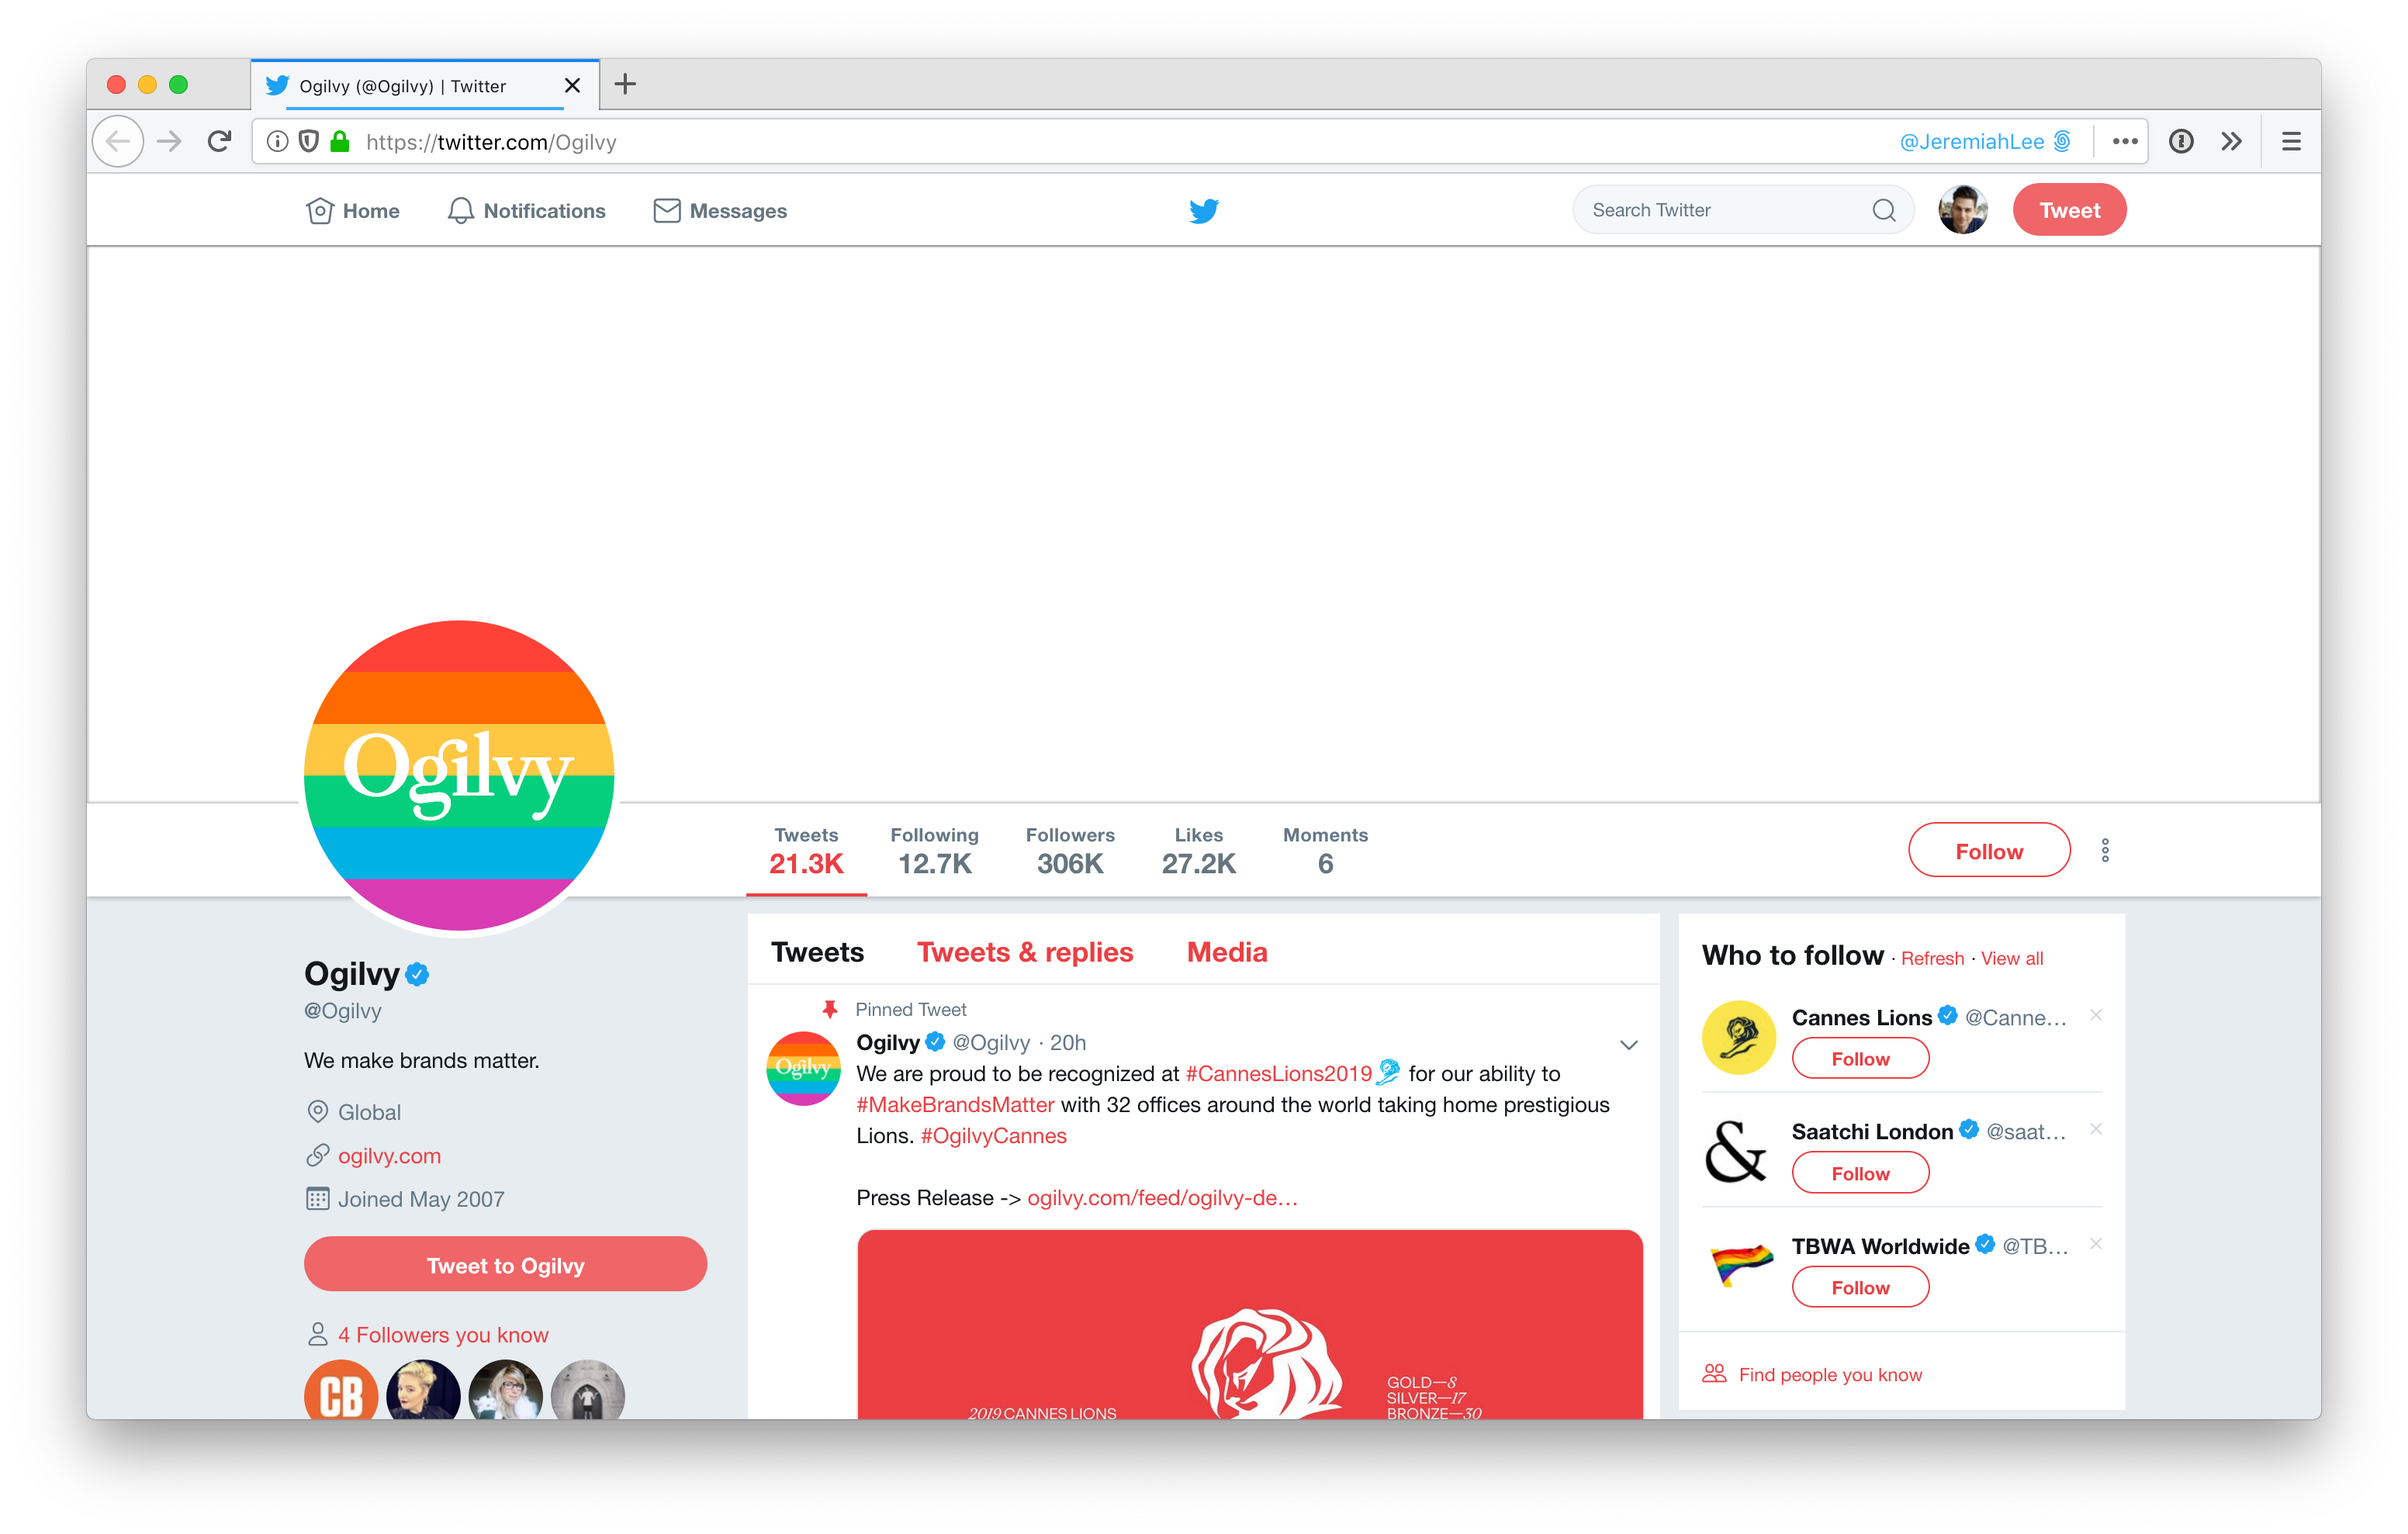 Ogilvy (@Ogilvy) | Twitter
https://twitter.com/Ogilvy
@JeremiahLee
Home
Notifications
Messages
Search Twitter
Tweet
Ogilvy
Tweets
21.3K
Following
12.7K
Followers
306K
Likes
27.2K
Moments
6
Follow
Ogilvy
@Ogilvy
We make brands matter.
Global
ogilvy.com
Joined May 2007
Tweet to Ogilvy
4 Followers you know
CB
Tweets
Tweets & replies
Media
Pinned Tweet
Ogilvy
Ogilvy @Ogilvy · 20h
We are proud to be recognized at #CannesLions2019 for our ability to
#MakeBrandsMatter with 32 offices around the world taking home prestigious
Lions. #OgilvyCannes
Press Release -> ogilvy.com/feed/ogilvy-de…
2019 CANNES LIONS
GOLD—8
SILVER—17
BRONZE—30
Who to follow · Refresh · View all
Cannes Lions @Canne…
Follow
&
Saatchi London @saat…
Follow
TBWA Worldwide @TB…
Follow
Find people you know